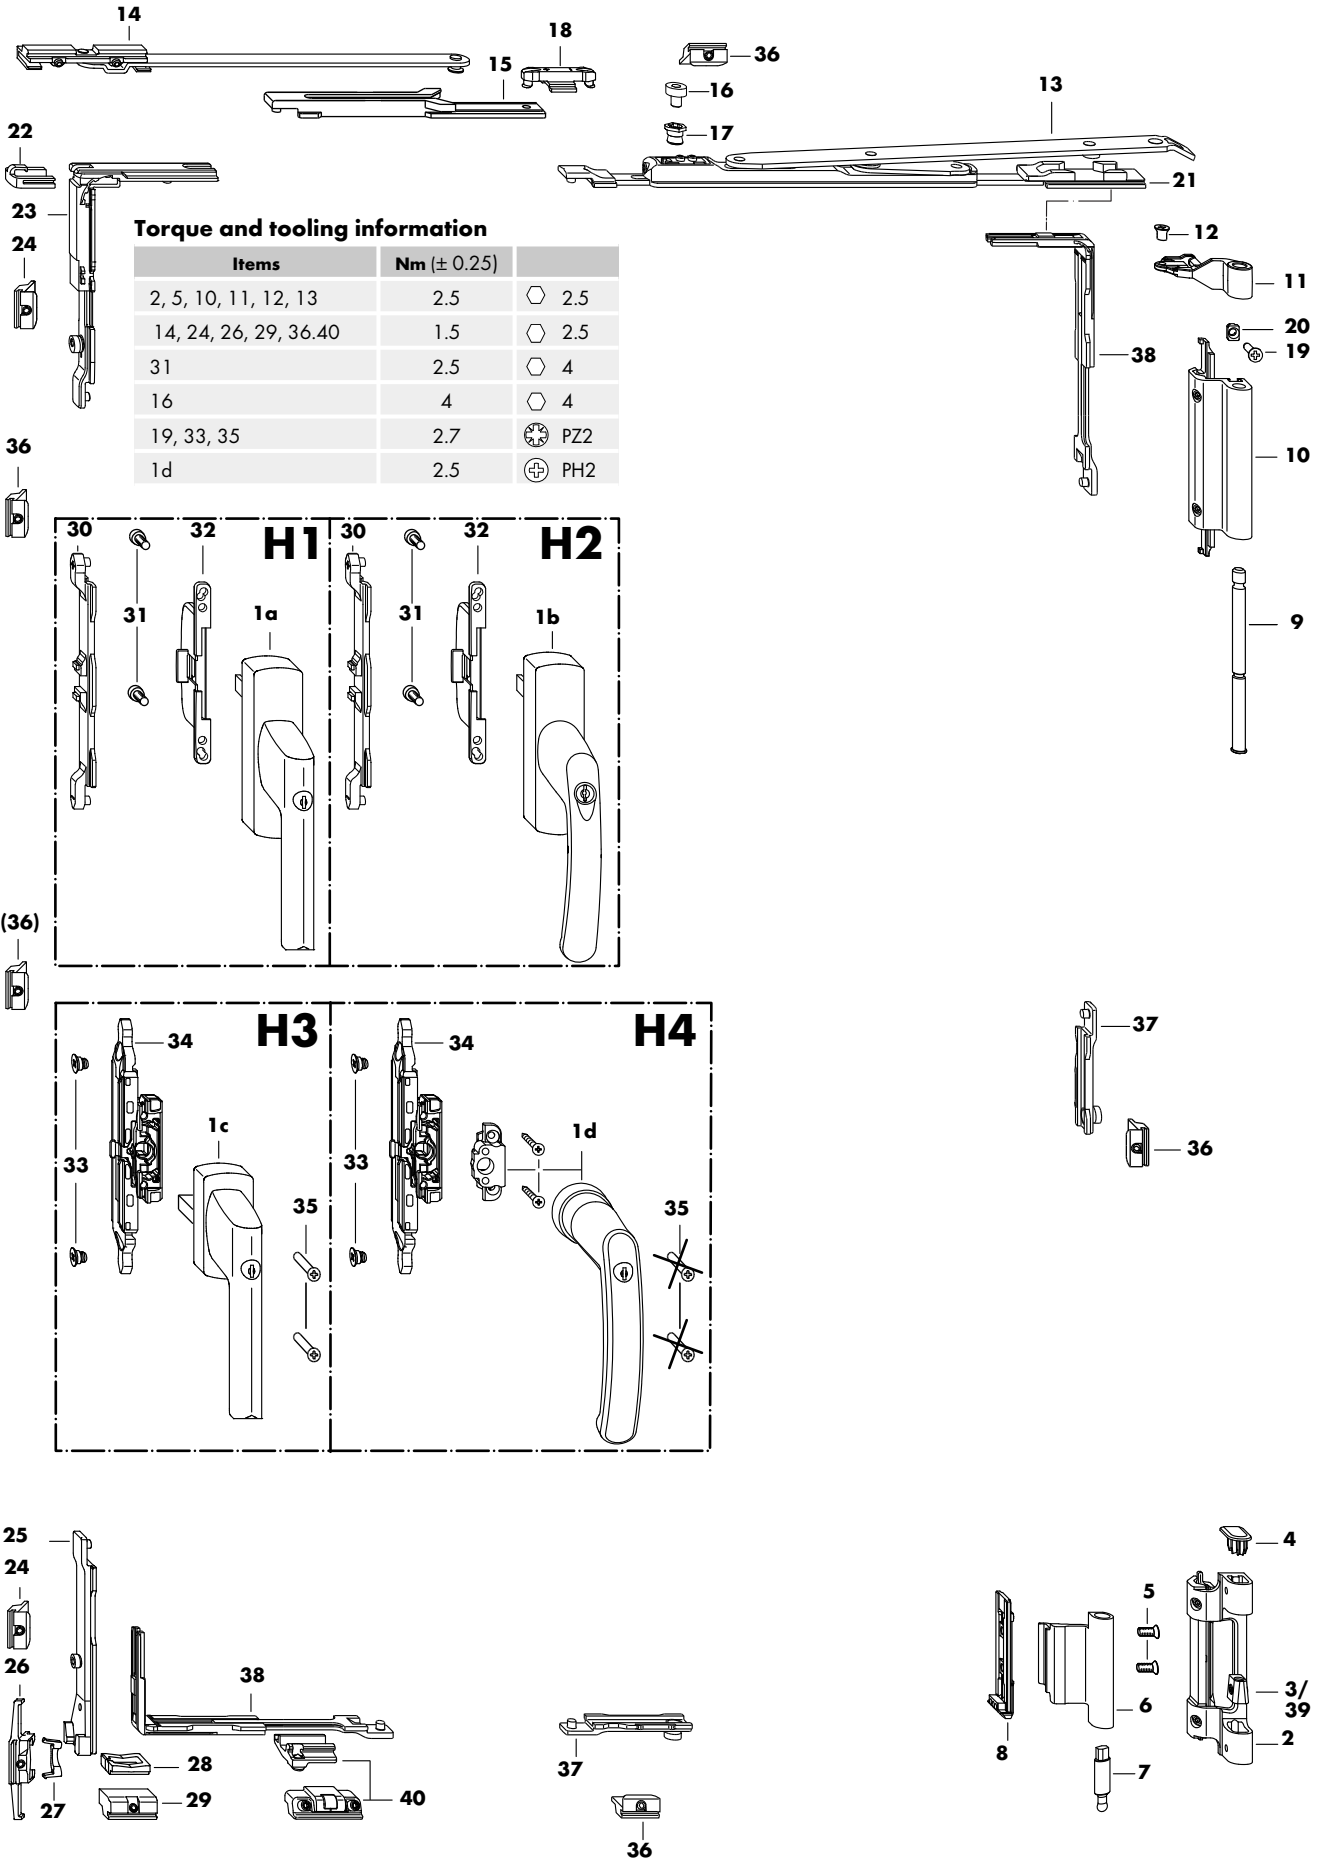 14
18
36
15
16
13
17
22
21
23
Torque and tooling information
24
12
Items Nm (± 0.25)
11
2, 5, 10, 11, 12, 13 2.5 2.5
20
14, 24, 26, 29, 36.40 1.5 2.5
19
38
31 2.5 4
16 4 4
19, 33, 35 2.7 PZ2
36
10
1d 2.5 PH2
30 32 H1 30 32 H2
31 1a 31 1b
9
(36)
34 H3 34 H4
37
1c 1d
33 33
36
35 35
25
4
24
5
26
38
3/
39
6
2
28 37 8
7
27 29 40
36